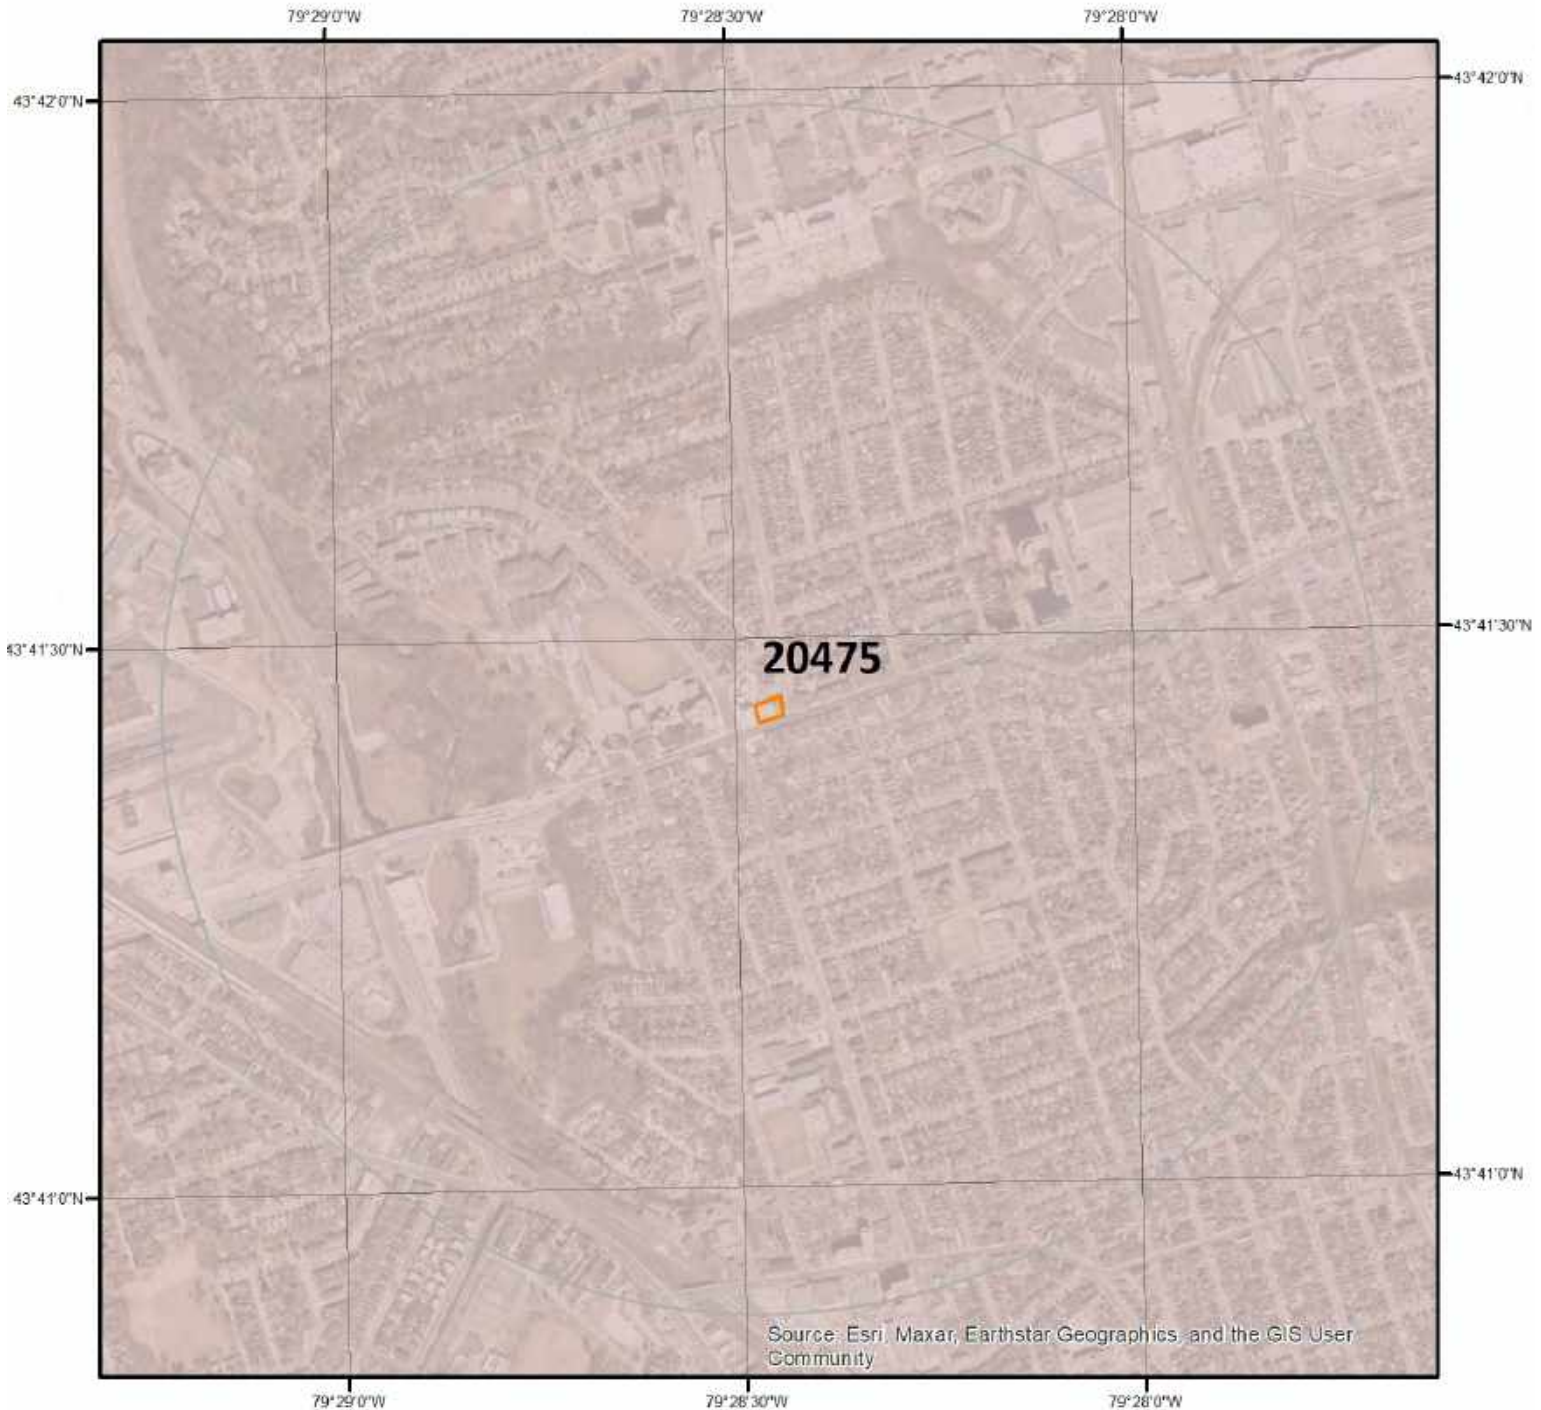 79°29'0"W
79°28'30"W
79°28'0"W
43°42'0"N
43°42'0"N
43°41'30"N
43°41'30"N
20475
43°41'0"N
43°41'0"N
Source: Esri, Maxar, Earthstar Geographics, and the GIS User
Community
79°29'0"W
79°28'30"W
79°28'0"W